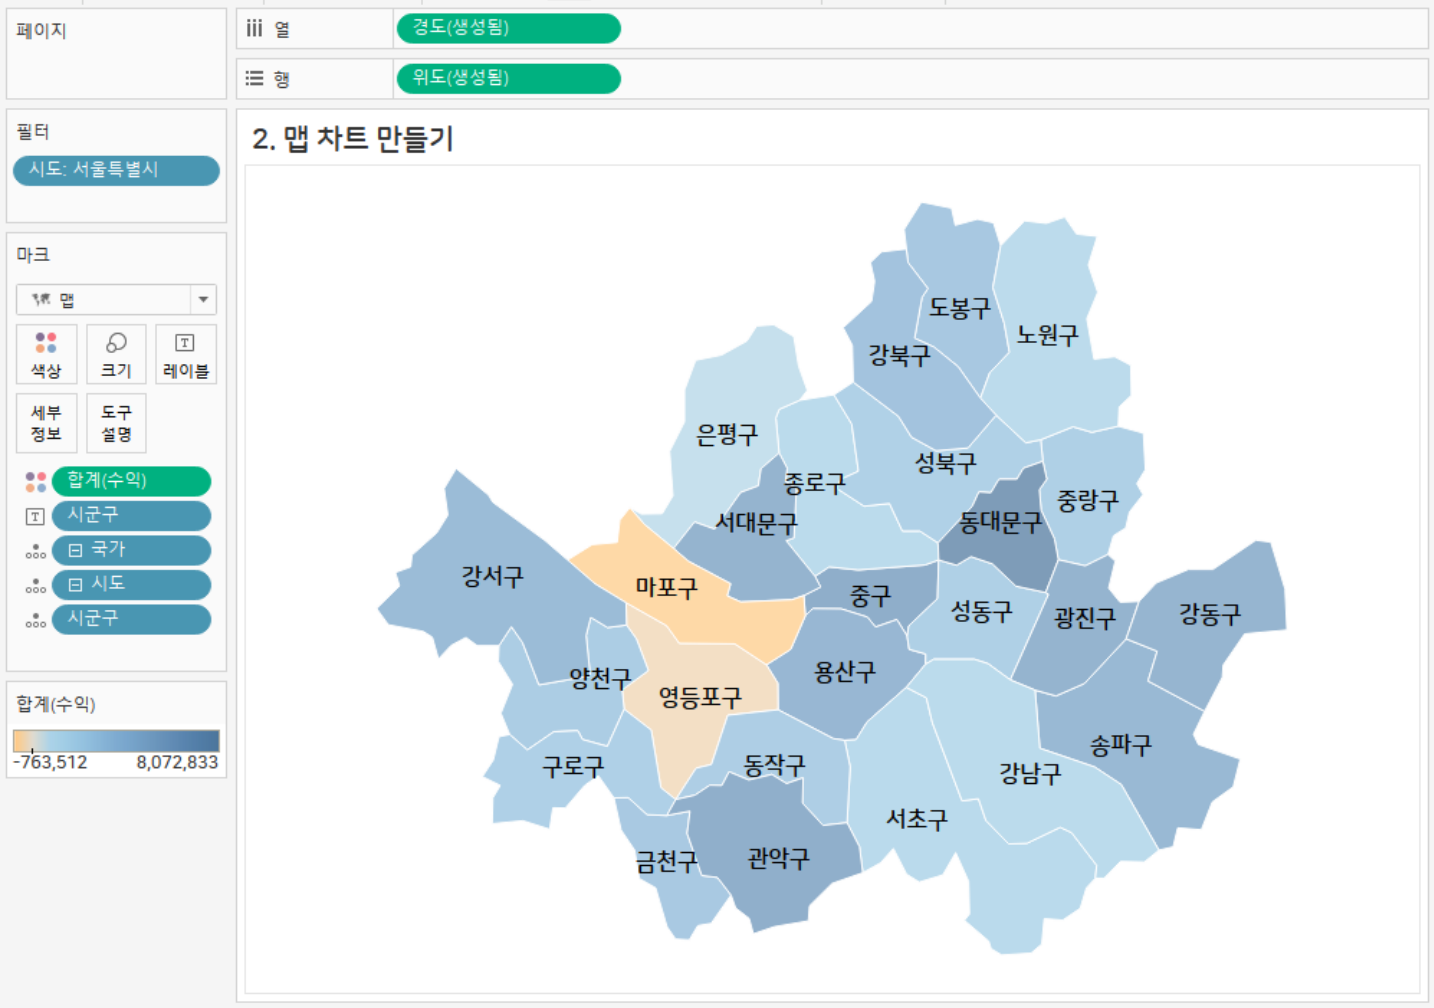 페이지
iii 열
경도(생성됨)
행
위도(생성됨)
필터
시도: 서울특별시
2. 맵 차트 만들기
마크
맵
색상
크기
T
레이블
세부
정보
도구
설명
합계(수익)
T
시군구
국가
시도
시군구
합계(수익)
-763,512
8,072,833
도봉구
노원구
강북구
은평구
성북구
종로구
중랑구
서대문구
동대문구
강서구
마포구
중구
성동구
광진구
강동구
양천구
용산구
영등포구
송파구
구로구
동작구
강남구
서초구
금천구
관악구